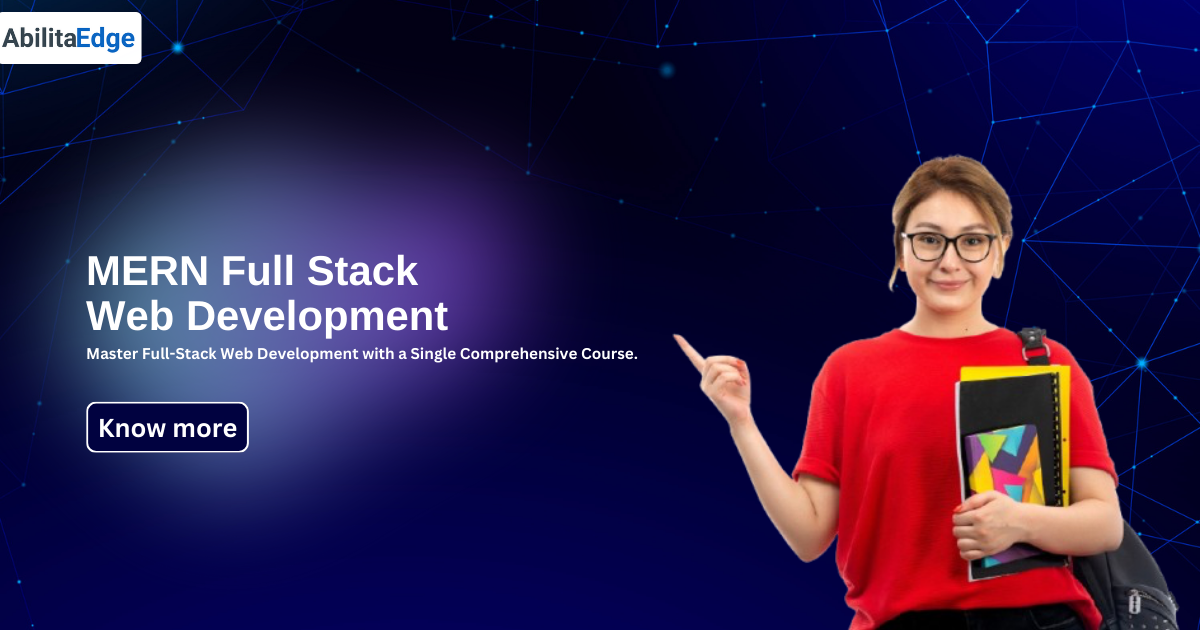 AbilitaEdge
MERN Full Stack
Web Development
Master Full-Stack Web Development with a Single Comprehensive Course.
Know more